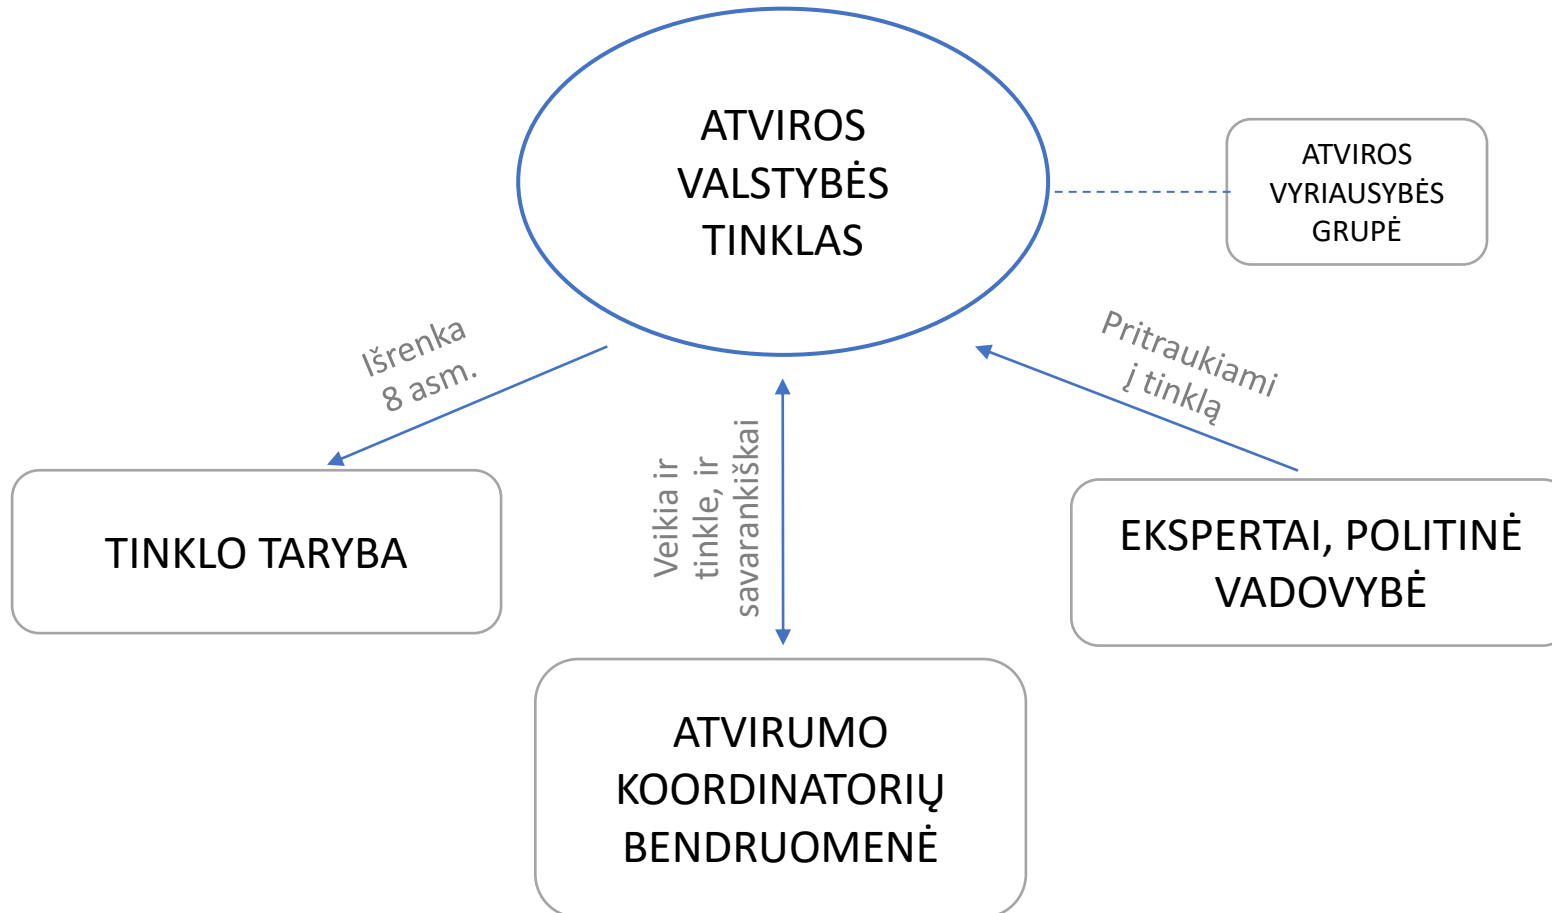 ATVIROS
VALSTYBĖS
TINKLAS
ATVIROS
VYRIAUSYBĖS
GRUPĖ
Išrenka
8 asm.
Pritraukiami
į tinklą
Veikia ir
tinkle, ir
savarankiškai
TINKLO TARYBA
EKSPERTAI, POLITINĖ
VADOVYBĖ
ATVIRUMO
KOORDINATORIŲ
BENDRUOMENĖ